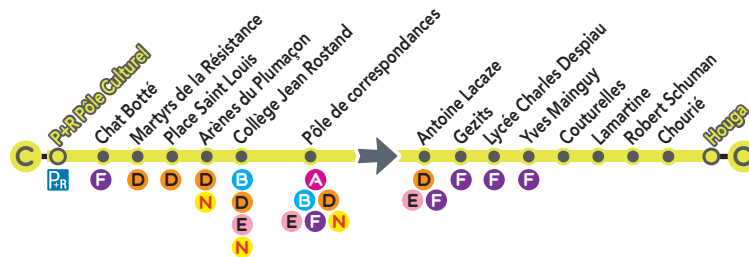 P+R Pôle Culturel
Chat Botté
Martyrs de la Résistance
Place Saint Louis
Arènes du Plumaçon
Collège Jean Rostand
Pôle de correspondances
Antoine Lacaze
Gezits
Lycée Charles Despiau
Yves Mainguy
Couturelles
Lamartine
Robert Schuman
Chourié
Houga
C C
P+R F D D D B A D F F F
N D B D E F
E E F N
N